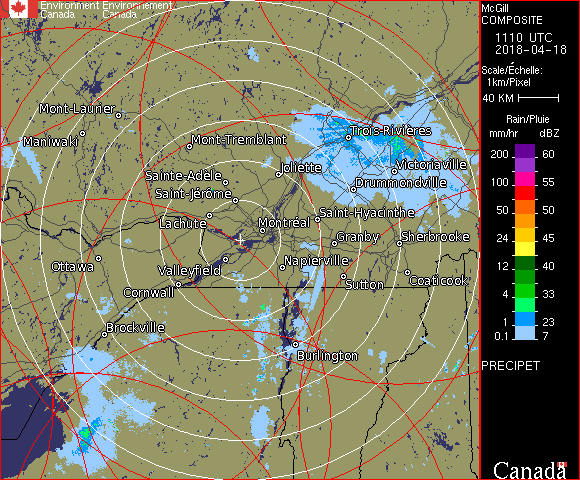 Environment Environnement
Canada Canada
McGill
COMPOSITE
1110 UTC
2018-04-18
Scale/Échelle:
1km/Pixel
40 KM
Rain/Pluie
mm/hr dBZ
200 60
150 57
100 55
50 50
24 45
12 40
4 33
1 23
0.1 7
PRECIPET
Canada
Mont-Laurier
Maniwaki
Mont-Tremblant
Trois-Rivières
Joliette
Victoriaville
Sainte-Adèle
Drummondville
Saint-Jérôme
Saint-Hyacinthe
Lachute
Montréal
Granby
Sherbrooke
Ottawa
Valleyfield
Napierville
Cornwall
Sutton
Coaticook
Brockville
Burlington